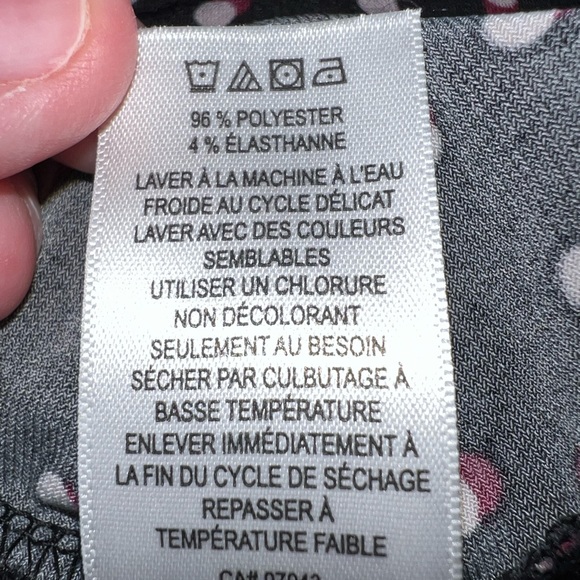 96 % POLYESTER
4 % ÉLASTHANNE
LAVER À LA MACHINE À L'EAU
FROIDE AU CYCLE DÉLICAT
LAVER AVEC DES COULEURS
SEMBLABLES
UTILISER UN CHLORURE
NON DÉCOLORANT
SEULEMENT AU BESOIN
SÉCHER PAR CULBUTAGE À
BASSE TEMPÉRATURE
ENLEVER IMMÉDIATEMENT À
LA FIN DU CYCLE DE SÉCHAGE
REPASSER À
TEMPÉRATURE FAIBLE
CA#